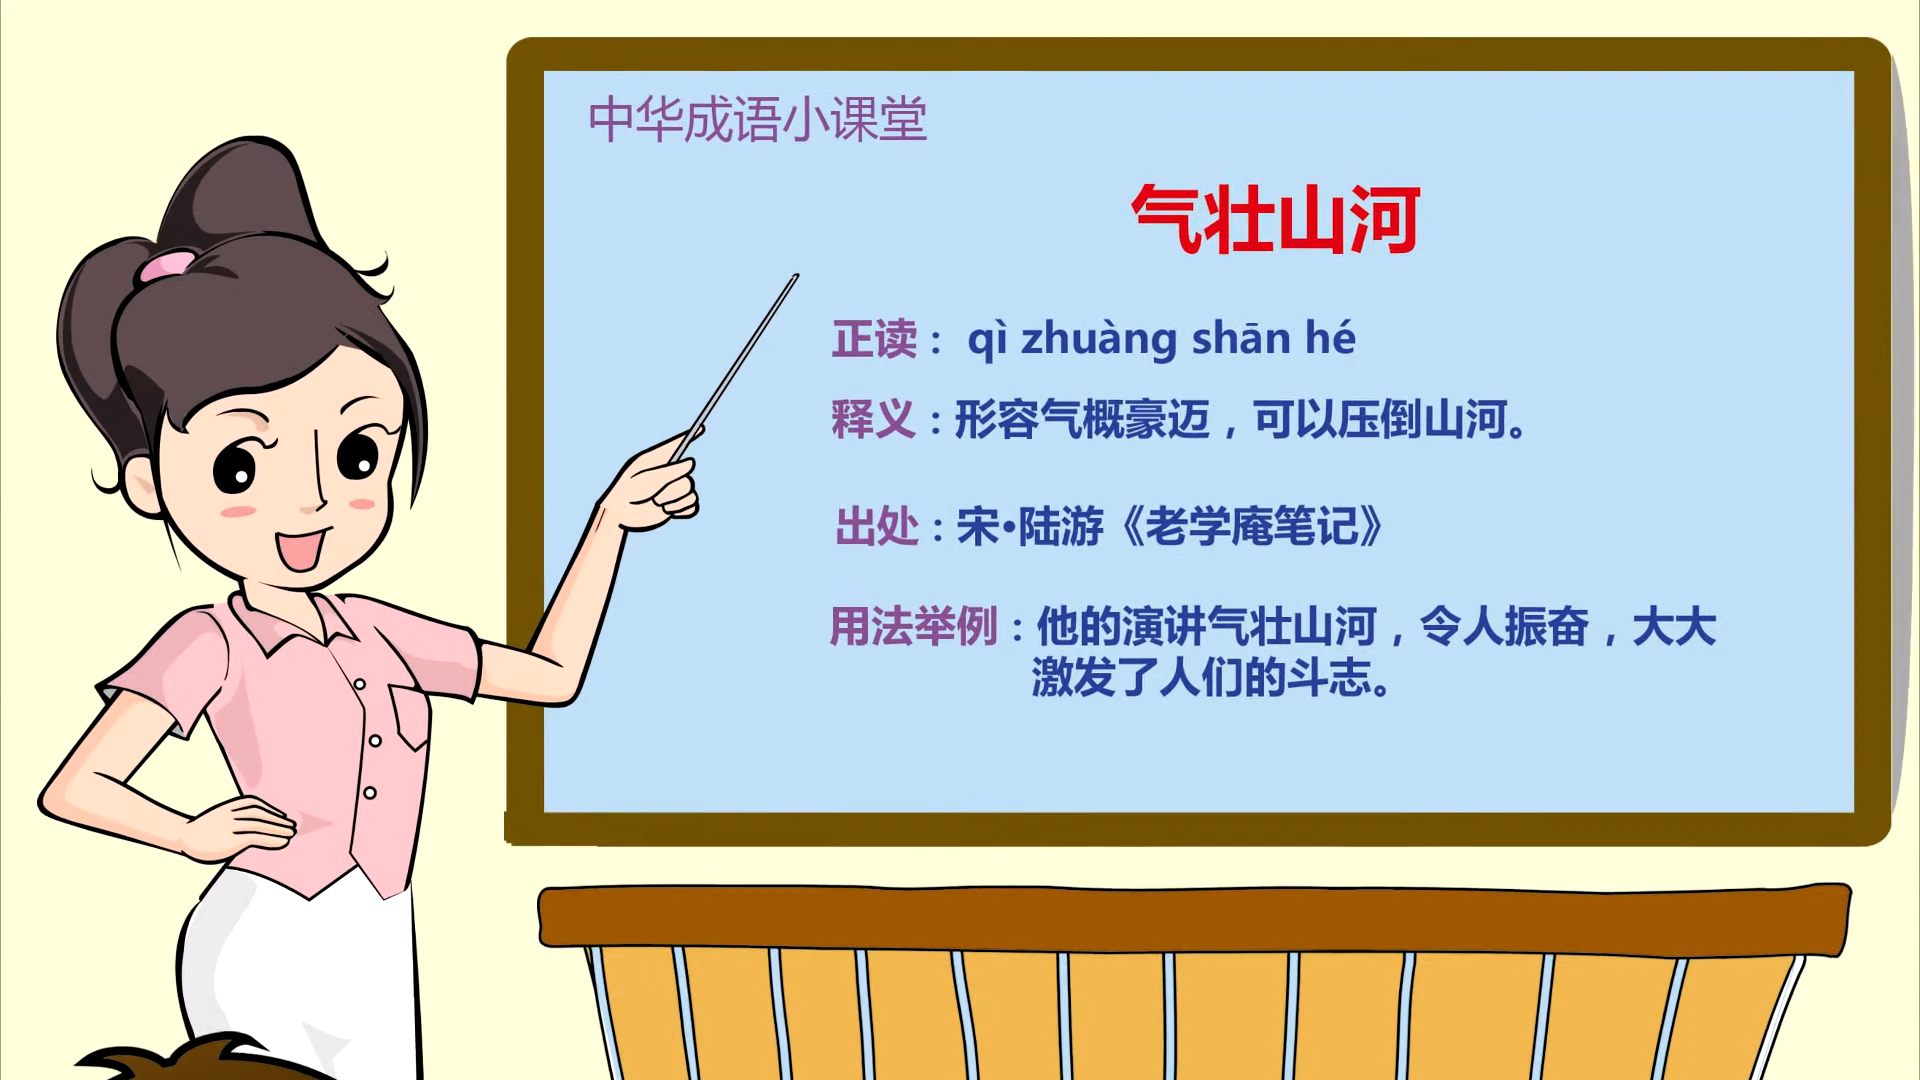 中华成语小课堂
气壮山河
正读： qì zhuàng shān hé
释义：形容气概豪迈，可以压倒山河。
出处：宋•陆游《老学庵笔记》
用法举例：他的演讲气壮山河，令人振奋，大大
激发了人们的斗志。